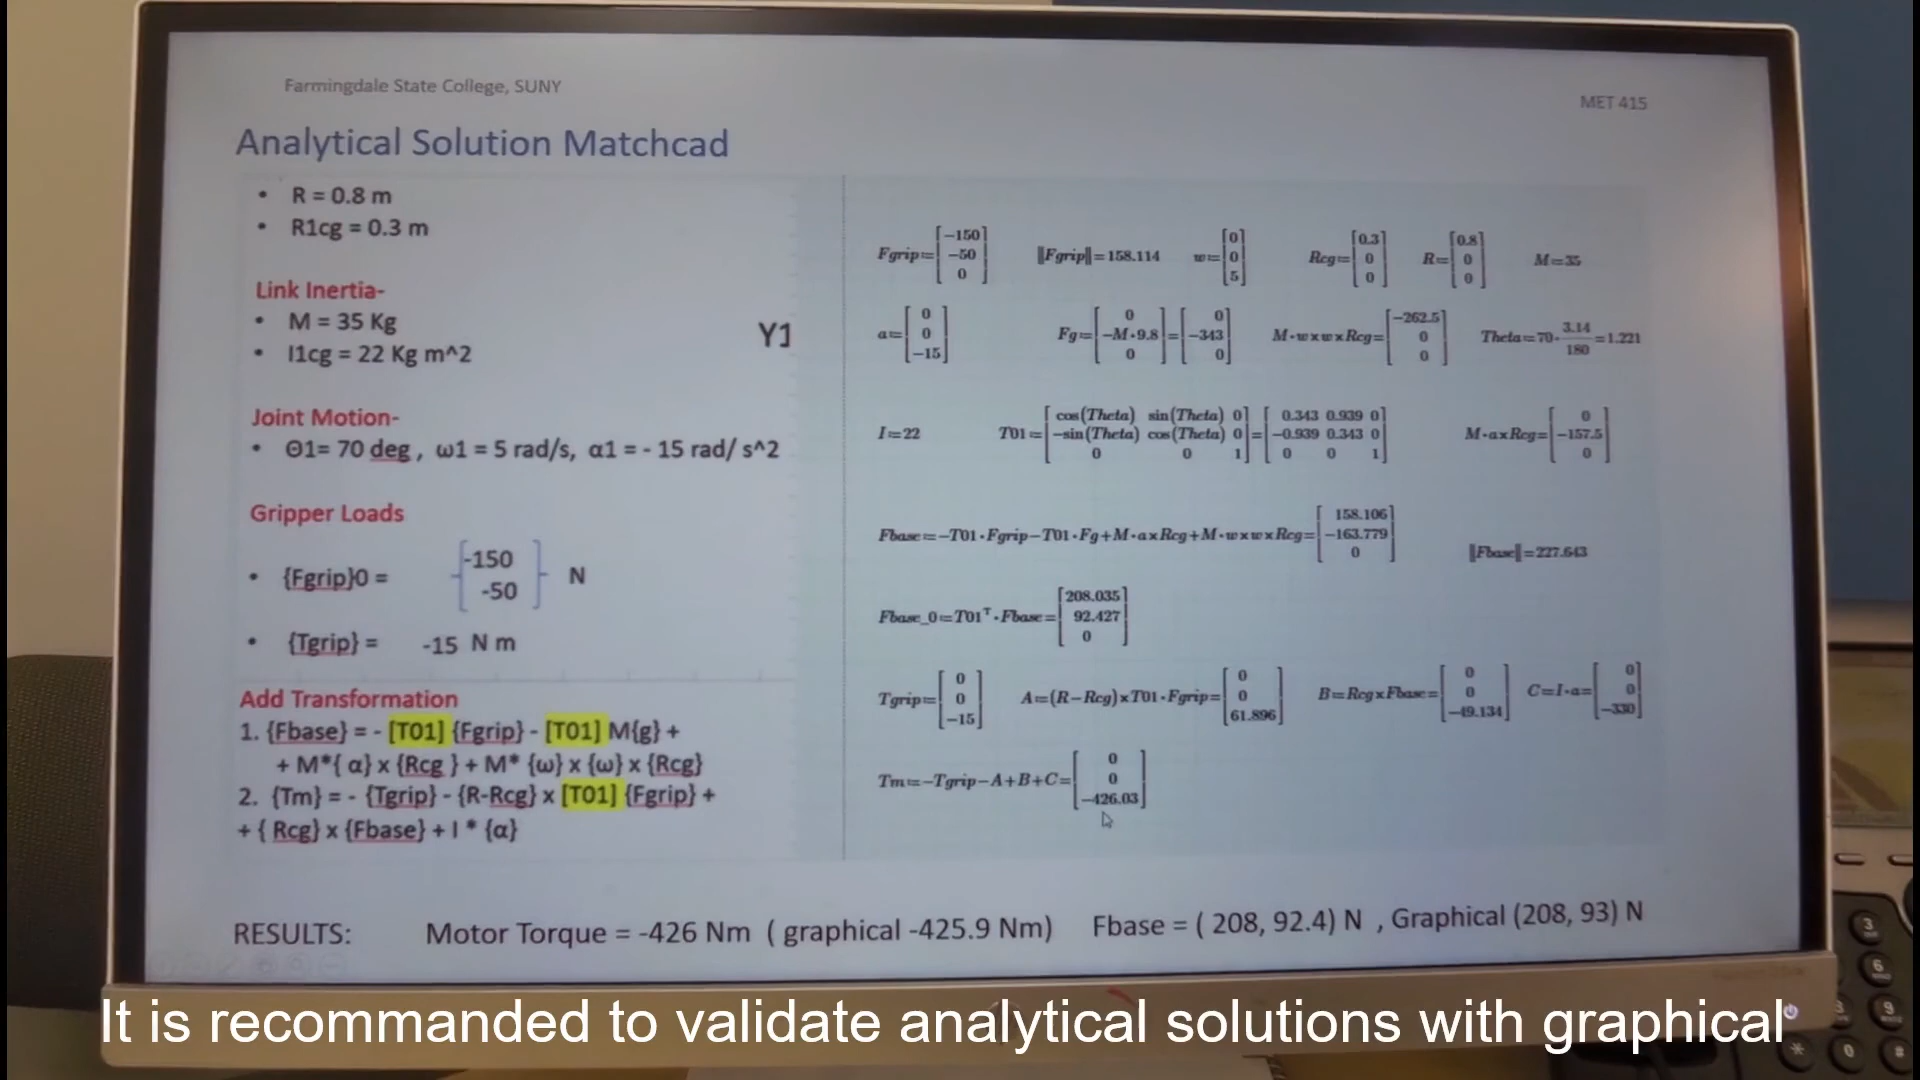 Farmingdale State College, SUNY
MET 415
Analytical Solution Matchcad
• R = 0.8 m
• R1cg = 0.3 m
Link Inertia-
• M = 35 Kg
• I1cg = 22 Kg m^2
Y1
Joint Motion-
• Θ1= 70 deg , ω1 = 5 rad/s, α1 = - 15 rad/ s^2
Gripper Loads
• {Fgrip}0 = {-150 -50} N
• {Tgrip} = -15 N m
Add Transformation
1. {Fbase} = - [T01] {Fgrip} - [T01] M{g} +
+ M*{ α} x {Rcg } + M* {ω} x {ω} x {Rcg}
2. {Tm} = - {Tgrip} - {R-Rcg} x [T01] {Fgrip} +
+ { Rcg} x {Fbase} + I * {α}
Fgrip:=[-150 -50 0] ‖Fgrip‖=158.114 w:=[0 0 5] Rcg:=[0.3 0 0] R:=[0.8 0 0] M:=35
a:=[0 0 -15] Fg:=[0 -M·9.8 0]=[0 -343 0] M·w×w×Rcg=[-262.5 0 0] Theta:=70·3.14/180=1.221
I:=22 T01:=[cos(Theta) sin(Theta) 0 -sin(Theta) cos(Theta) 0 0 0 1]=[0.343 0.939 0 -0.939 0.343 0 0 0 1] M·a×Rcg=[0 -157.5 0]
Fbase:=-T01·Fgrip-T01·Fg+M·a×Rcg+M·w×w×Rcg=[158.106 -163.779 0] ‖Fbase‖=227.643
Fbase_0:=T01ᵀ·Fbase=[208.035 92.427 0]
Tgrip:=[0 0 -15] A:=(R-Rcg)×T01·Fgrip=[0 0 61.896] B:=Rcg×Fbase=[0 0 -49.134] C:=I·a=[0 0 -330]
Tm:=-Tgrip-A+B+C=[0 0 -426.03]
RESULTS: Motor Torque = -426 Nm ( graphical -425.9 Nm) Fbase = ( 208, 92.4) N , Graphical (208, 93) N
It is recommanded to validate analytical solutions with graphical